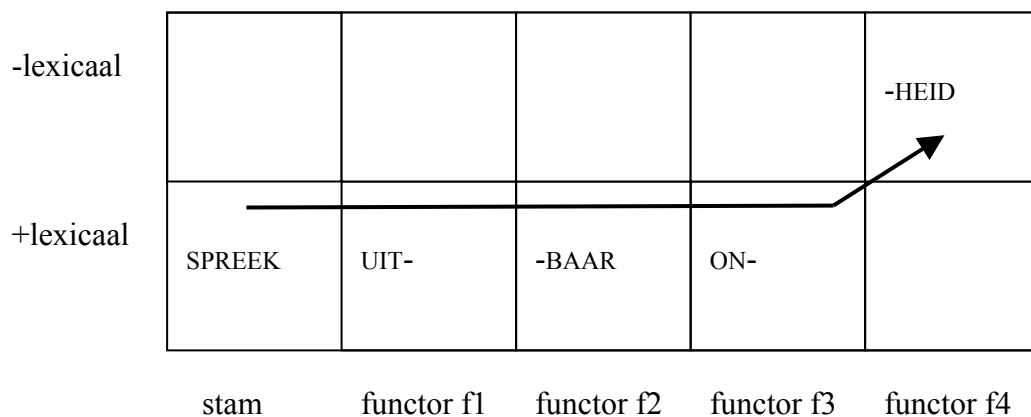 -lexicaal
-HEID
+lexicaal
SPREEK UIT- -BAAR ON-
stam functor f1 functor f2 functor f3 functor f4